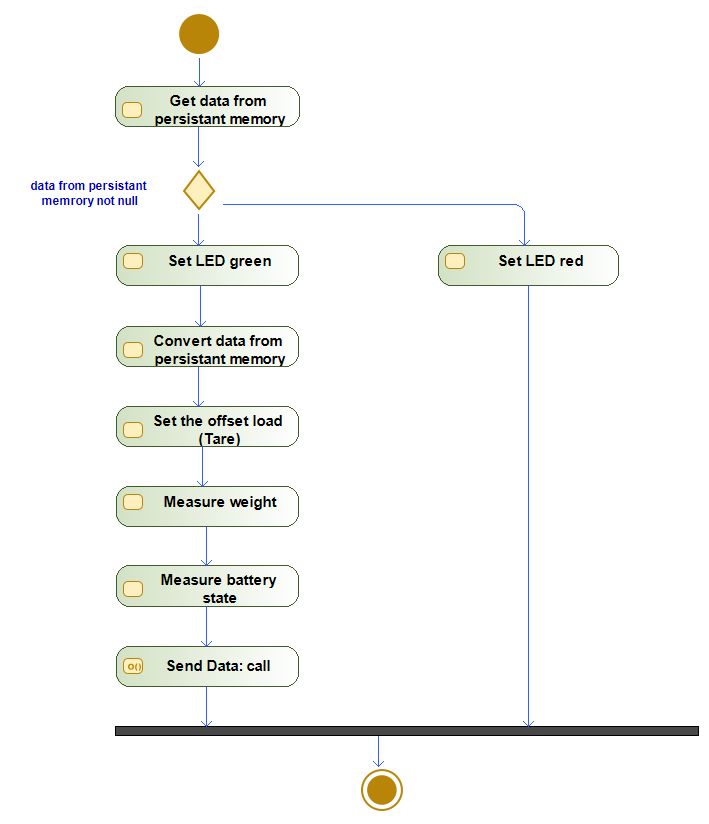 Get data from
persistant memory
data from persistant
memrory not null
Set LED green
Set LED red
Convert data from
persistant memory
Set the offset load
(Tare)
Measure weight
Measure battery
state
O()
Send Data: call